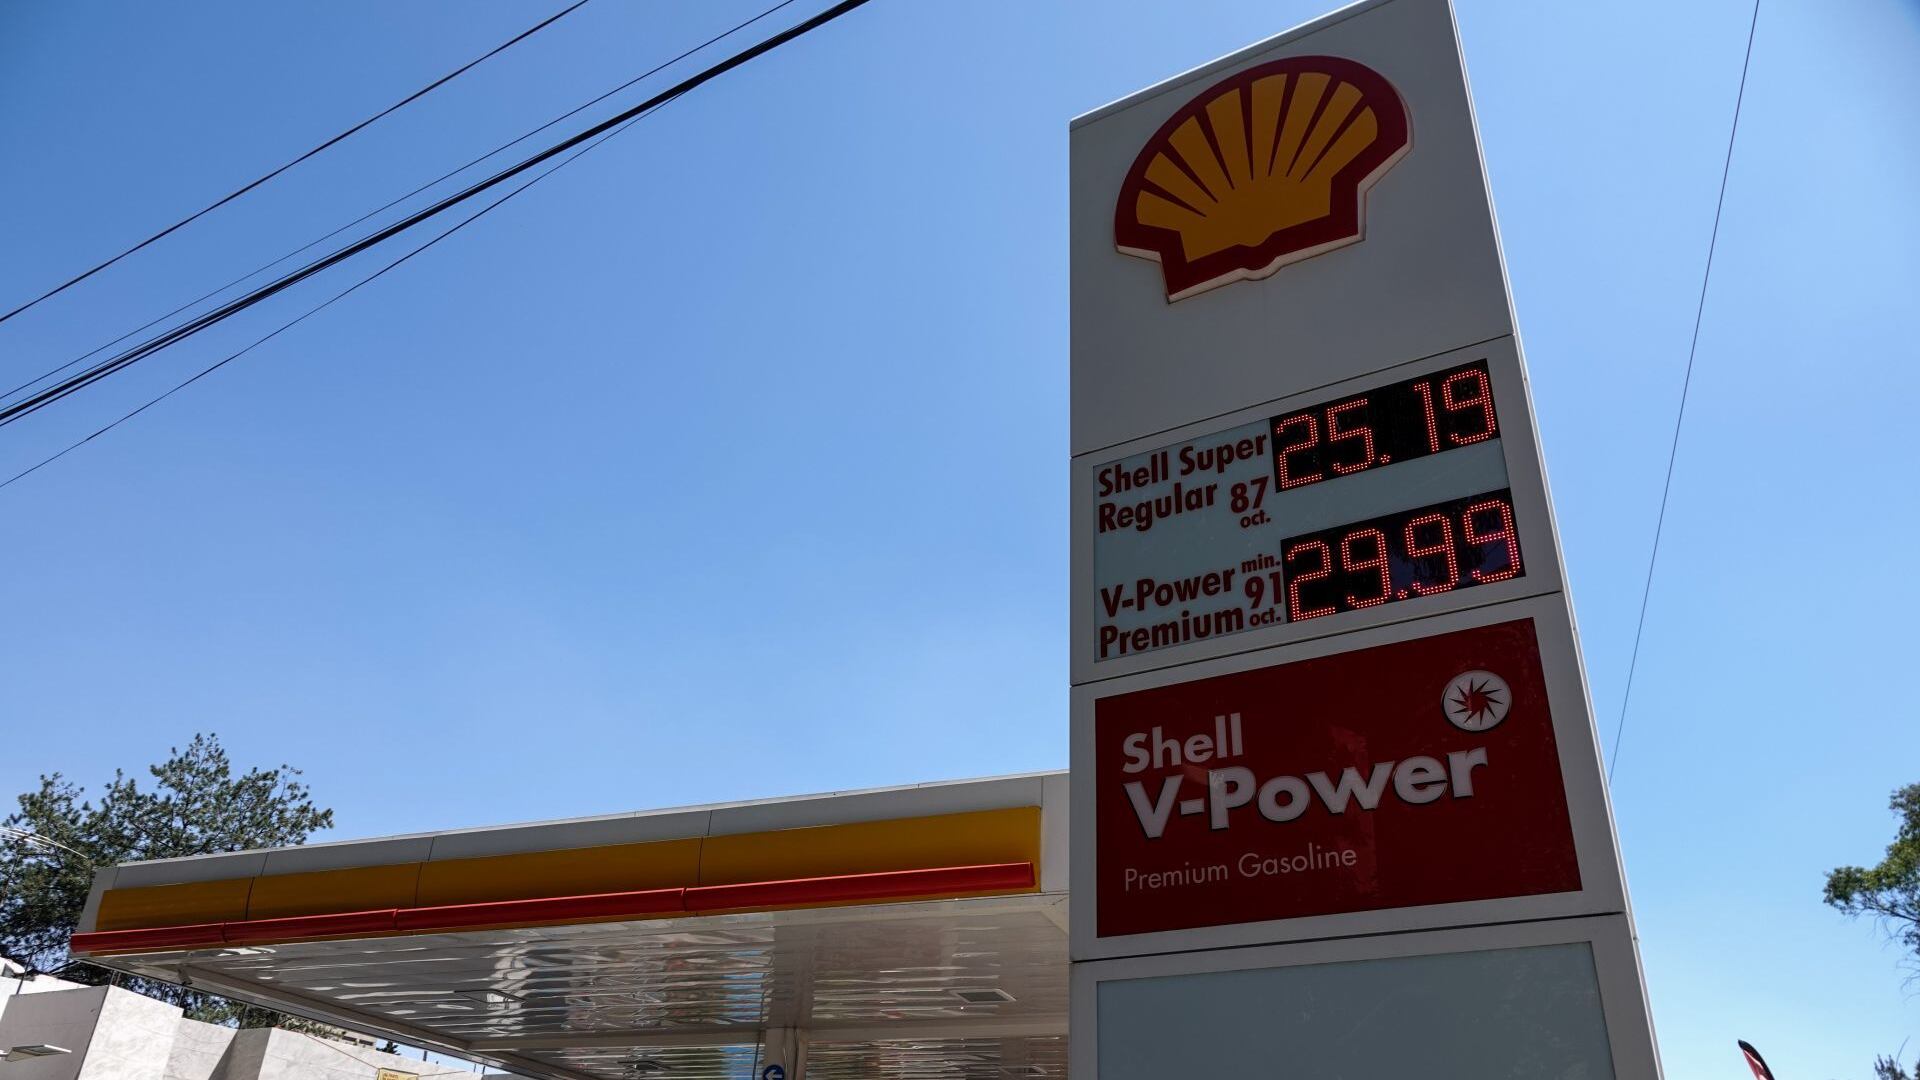 Shell Super
Regular 87
oct.
25.19
V-Power min.
Premium 91
oct.
29.99
Shell
V-Power
Premium Gasoline